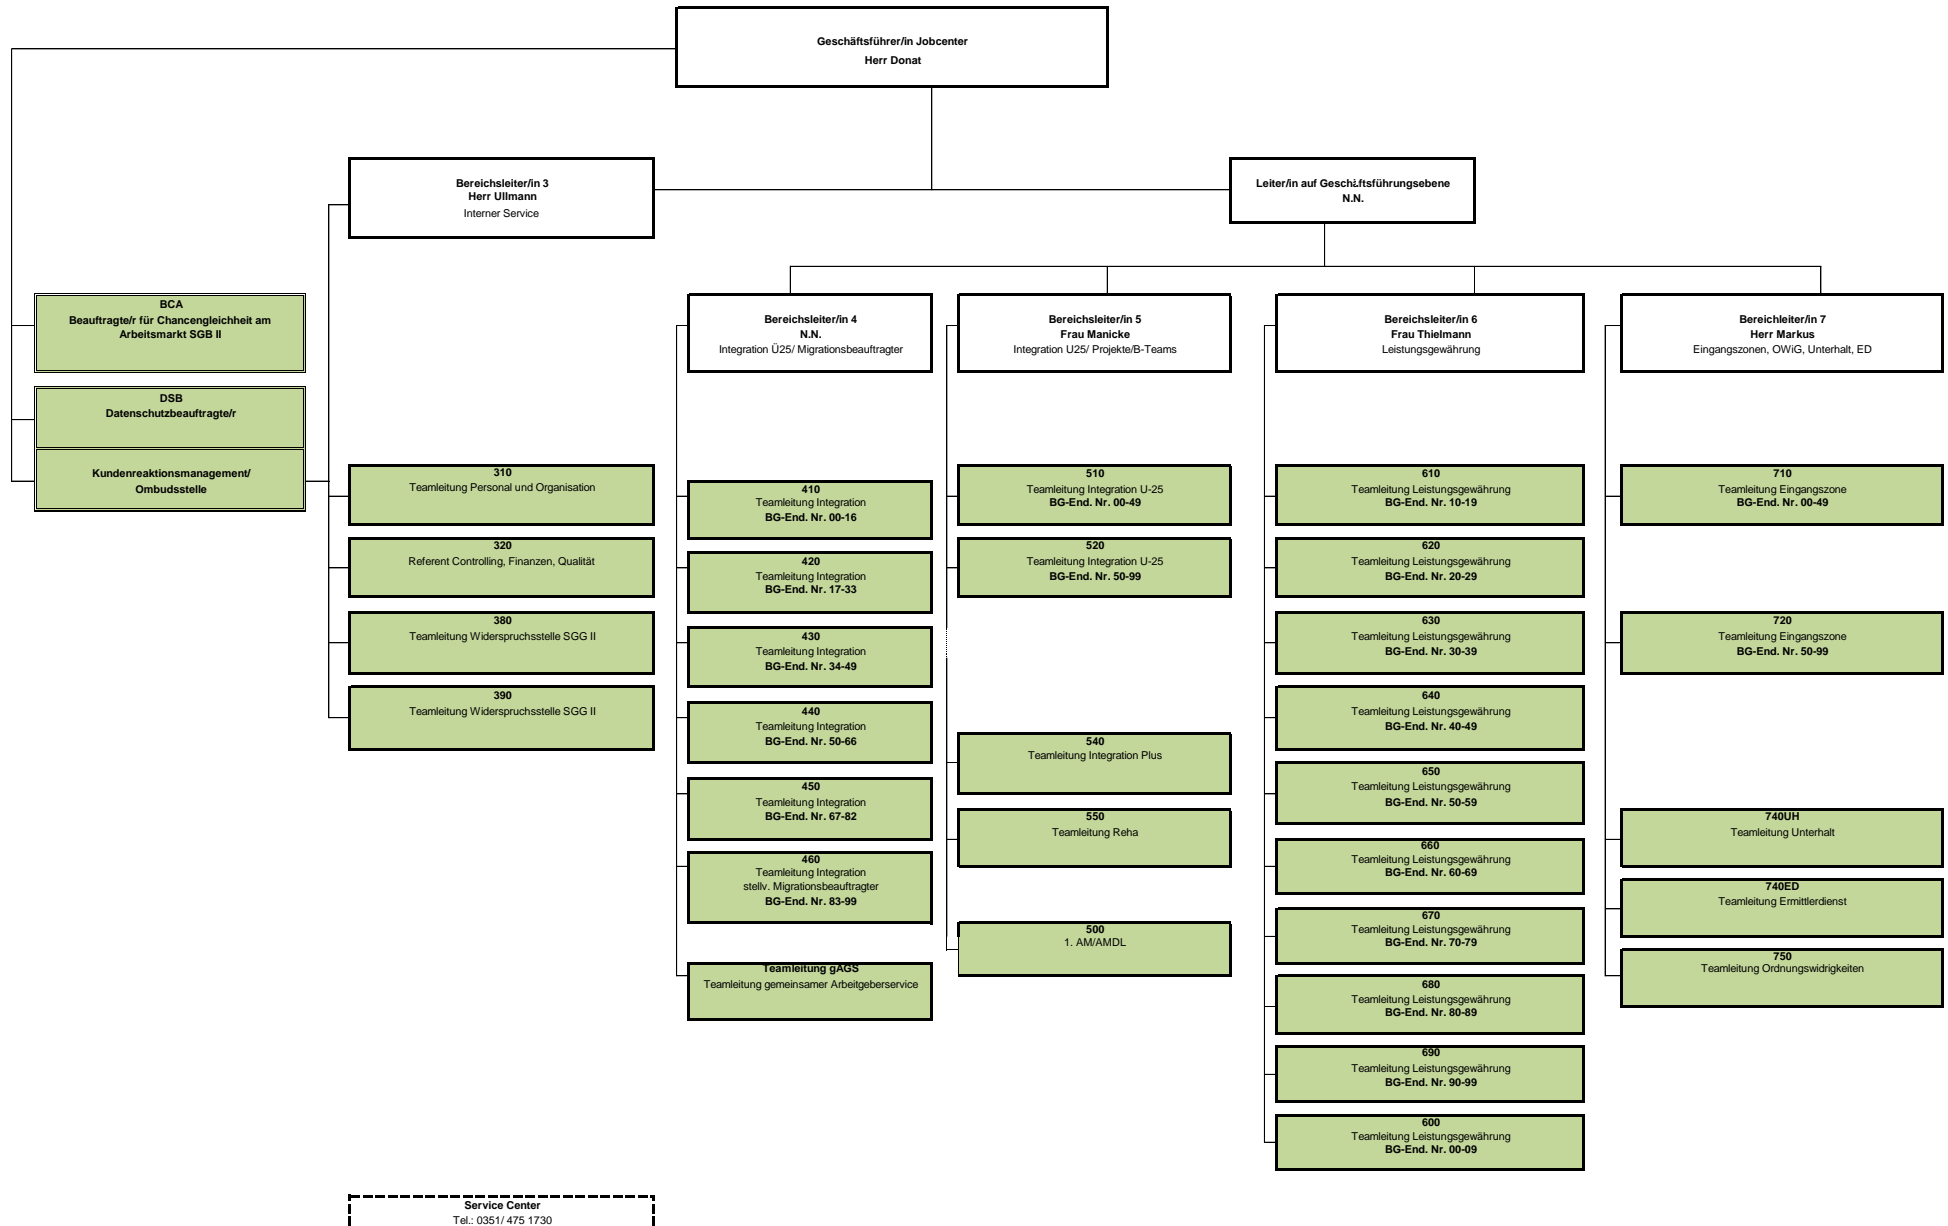 Geschäftsführer/in Jobcenter
Herr Donat
Bereichsleiter/in 3
Herr Ullmann
Interner Service
Leiter/in auf Geschäftsführungsebene
N.N.
BCA
Beauftragte/r für Chancengleichheit am
Arbeitsmarkt SGB II
DSB
Datenschutzbeauftragte/r
Kundenreaktionsmanagement/
Ombudsstelle
310
Teamleitung Personal und Organisation
320
Referent Controlling, Finanzen, Qualität
380
Teamleitung Widerspruchsstelle SGG II
390
Teamleitung Widerspruchsstelle SGG II
Bereichsleiter/in 4
N.N.
Integration Ü25/ Migrationsbeauftragter
410
Teamleitung Integration
BG-End. Nr. 00-16
420
Teamleitung Integration
BG-End. Nr. 17-33
430
Teamleitung Integration
BG-End. Nr. 34-49
440
Teamleitung Integration
BG-End. Nr. 50-66
450
Teamleitung Integration
BG-End. Nr. 67-82
460
Teamleitung Integration
stellv. Migrationsbeauftragter
BG-End. Nr. 83-99
Teamleitung gAGS
Teamleitung gemeinsamer Arbeitgeberservice
Bereichsleiter/in 5
Frau Manicke
Integration U25/ Projekte/B-Teams
510
Teamleitung Integration U-25
BG-End. Nr. 00-49
520
Teamleitung Integration U-25
BG-End. Nr. 50-99
540
Teamleitung Integration Plus
550
Teamleitung Reha
500
1. AM/AMDL
Bereichsleiter/in 6
Frau Thielmann
Leistungsgewährung
610
Teamleitung Leistungsgewährung
BG-End. Nr. 10-19
620
Teamleitung Leistungsgewährung
BG-End. Nr. 20-29
630
Teamleitung Leistungsgewährung
BG-End. Nr. 30-39
640
Teamleitung Leistungsgewährung
BG-End. Nr. 40-49
650
Teamleitung Leistungsgewährung
BG-End. Nr. 50-59
660
Teamleitung Leistungsgewährung
BG-End. Nr. 60-69
670
Teamleitung Leistungsgewährung
BG-End. Nr. 70-79
680
Teamleitung Leistungsgewährung
BG-End. Nr. 80-89
690
Teamleitung Leistungsgewährung
BG-End. Nr. 90-99
600
Teamleitung Leistungsgewährung
BG-End. Nr. 00-09
Bereichleiter/in 7
Herr Markus
Eingangszonen, OWiG, Unterhalt, ED
710
Teamleitung Eingangszone
BG-End. Nr. 00-49
720
Teamleitung Eingangszone
BG-End. Nr. 50-99
740UH
Teamleitung Unterhalt
740ED
Teamleitung Ermittlerdienst
750
Teamleitung Ordnungswidrigkeiten
Service Center
Tel.: 0351/ 475 1730